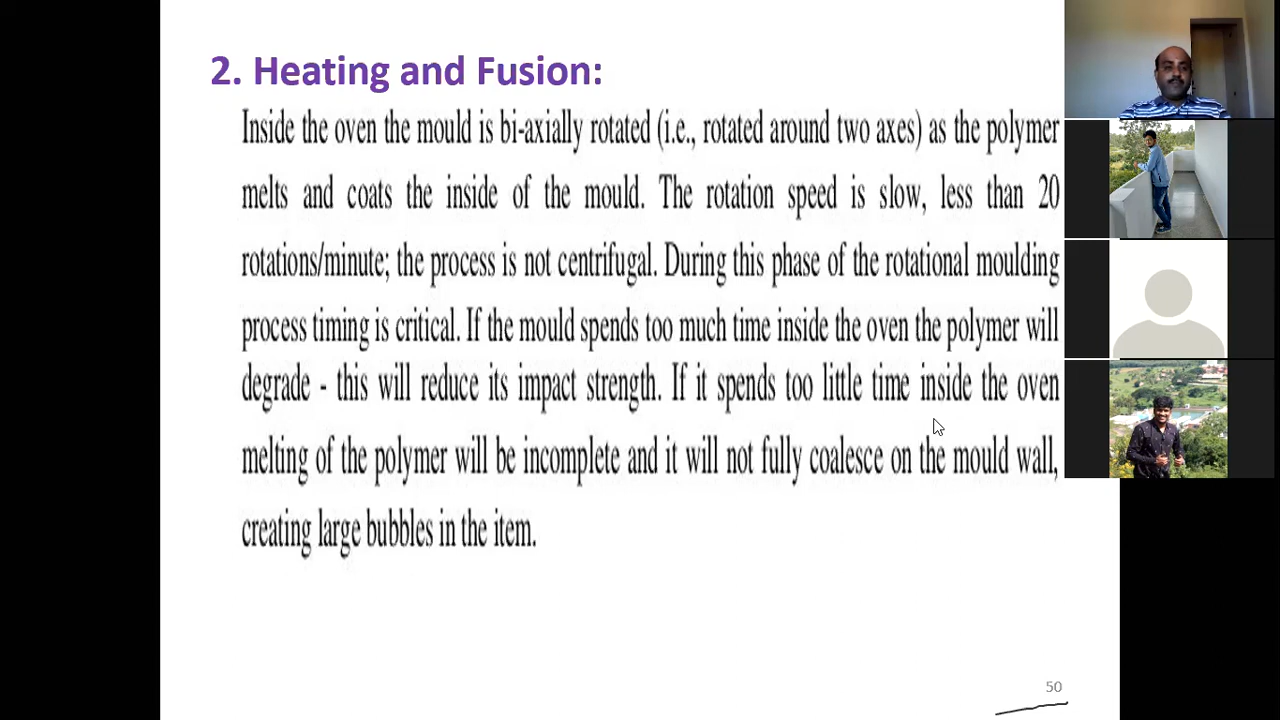 2. Heating and Fusion:
Inside the oven the mould is bi-axially rotated (i.e., rotated around two axes) as the polymer
melts and coats the inside of the mould. The rotation speed is slow, less than 20
rotations/minute; the process is not centrifugal. During this phase of the rotational moulding
process timing is critical. If the mould spends too much time inside the oven the polymer will
degrade - this will reduce its impact strength. If it spends too little time inside the oven
melting of the polymer will be incomplete and it will not fully coalesce on the mould wall,
creating large bubbles in the item.
50